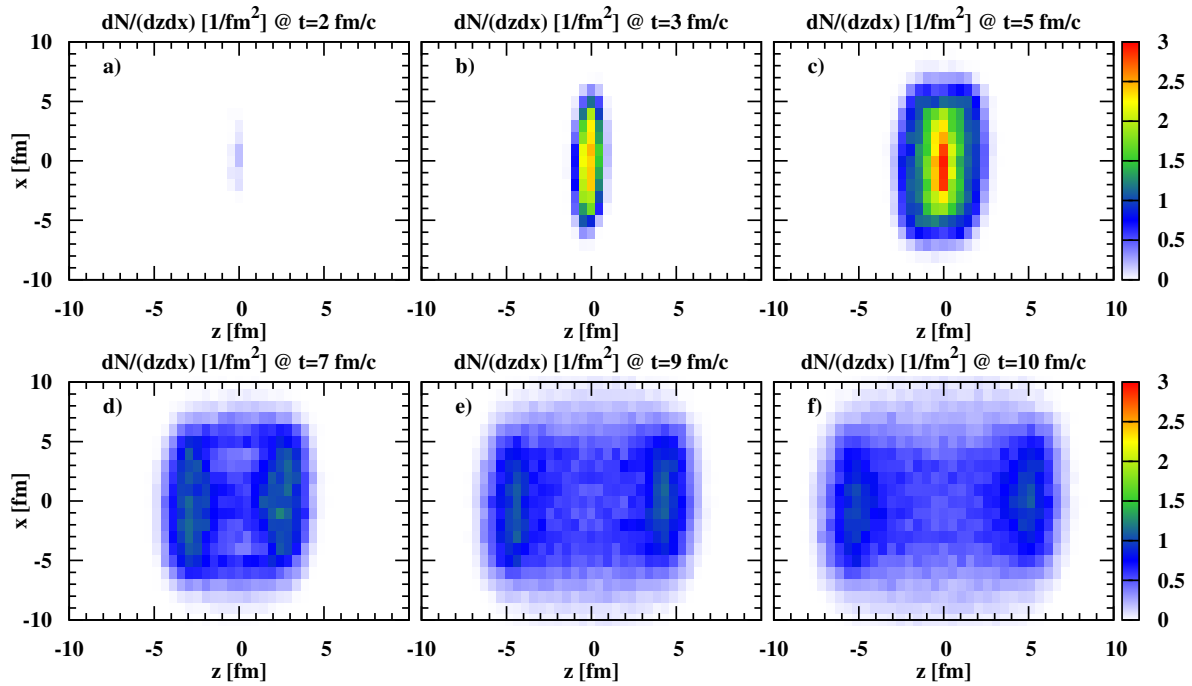 dN/(dzdx) [1/fm²] @ t=2 fm/c
dN/(dzdx) [1/fm²] @ t=3 fm/c
dN/(dzdx) [1/fm²] @ t=5 fm/c
a)
b)
c)
10
5
0
-5
-10
x [fm]
-10 -5 0 5
z [fm]
-10 -5 0 5
z [fm]
-10 -5 0 5 10
z [fm]
3
2.5
2
1.5
1
0.5
0
dN/(dzdx) [1/fm²] @ t=7 fm/c
dN/(dzdx) [1/fm²] @ t=9 fm/c
dN/(dzdx) [1/fm²] @ t=10 fm/c
d)
e)
f)
10
5
0
-5
-10
x [fm]
-10 -5 0 5
z [fm]
-10 -5 0 5
z [fm]
-10 -5 0 5 10
z [fm]
3
2.5
2
1.5
1
0.5
0